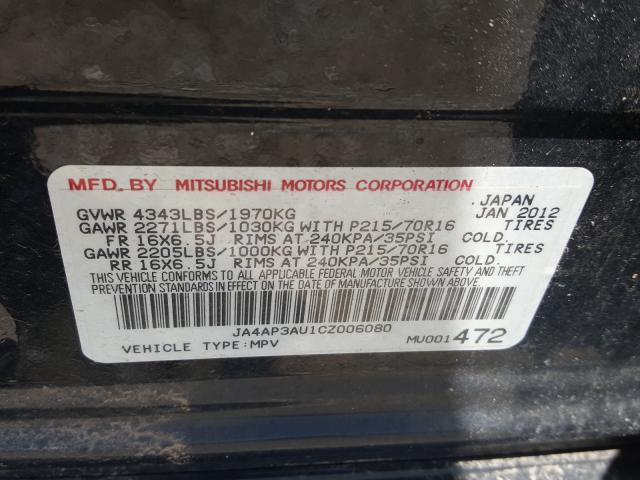 MFD. BY MITSUBISHI MOTORS CORPORATION
JAPAN
GVWR 4343LBS/1970KG JAN 2012
GAWR 2271LBS/1030KG WITH P215/70R16 TIRES
FR 16X6.5J RIMS AT 240KPA/35PSI COLD.
GAWR 2205LBS/1000KG WITH P215/70R16 TIRES
RR 16X6.5J RIMS AT 240KPA/35PSI COLD.
THIS VEHICLE CONFORMS TO ALL APPLICABLE FEDERAL MOTOR VEHICLE SAFETY AND THEFT
PREVENTION STANDARDS IN EFFECT ON THE DATE OF MANUFACTURE SHOWN ABOVE.
JA4AP3AU1CZ006080
VEHICLE TYPE:MPV MU001472